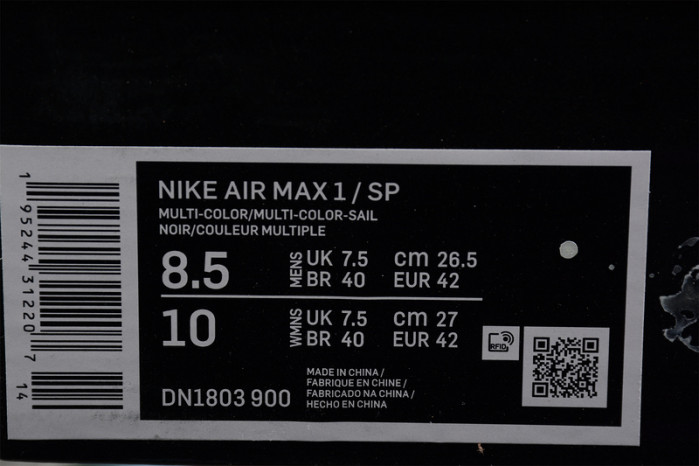 NIKE AIR MAX 1 / SP
MULTI-COLOR/MULTI-COLOR-SAIL
NOIR/COULEUR MULTIPLE
8.5 MENS UK 7.5 cm 26.5
BR 40 EUR 42
10 WMNS UK 7.5 cm 27
BR 40 EUR 42
RFID
DN1803 900
MADE IN CHINA /
FABRIQUE EN CHINE /
FABRICADO NA CHINA /
HECHO EN CHINA
1 95244 31220 7
14